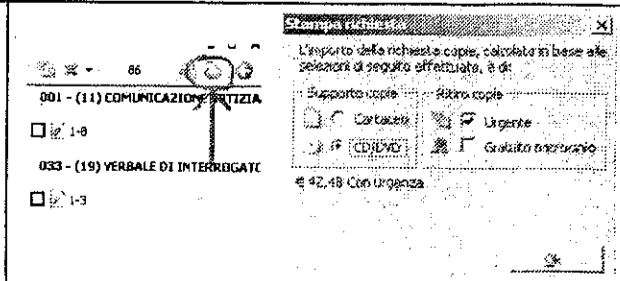 Stampa richiesta
L'importo della richiesta copie, calcolato in base alle
selezioni di seguito effettuate, è di:
86
001 - (11) COMUNICAZIONE NOTIZIA
1-8
033 - (19) VERBALE DI INTERROGATO
1-3
Supporto copie
Cartaceo
CD/DVD
Ritiro copie
Urgente
Gratuito patrocinio
€ 42,48 Con urgenza
Ok